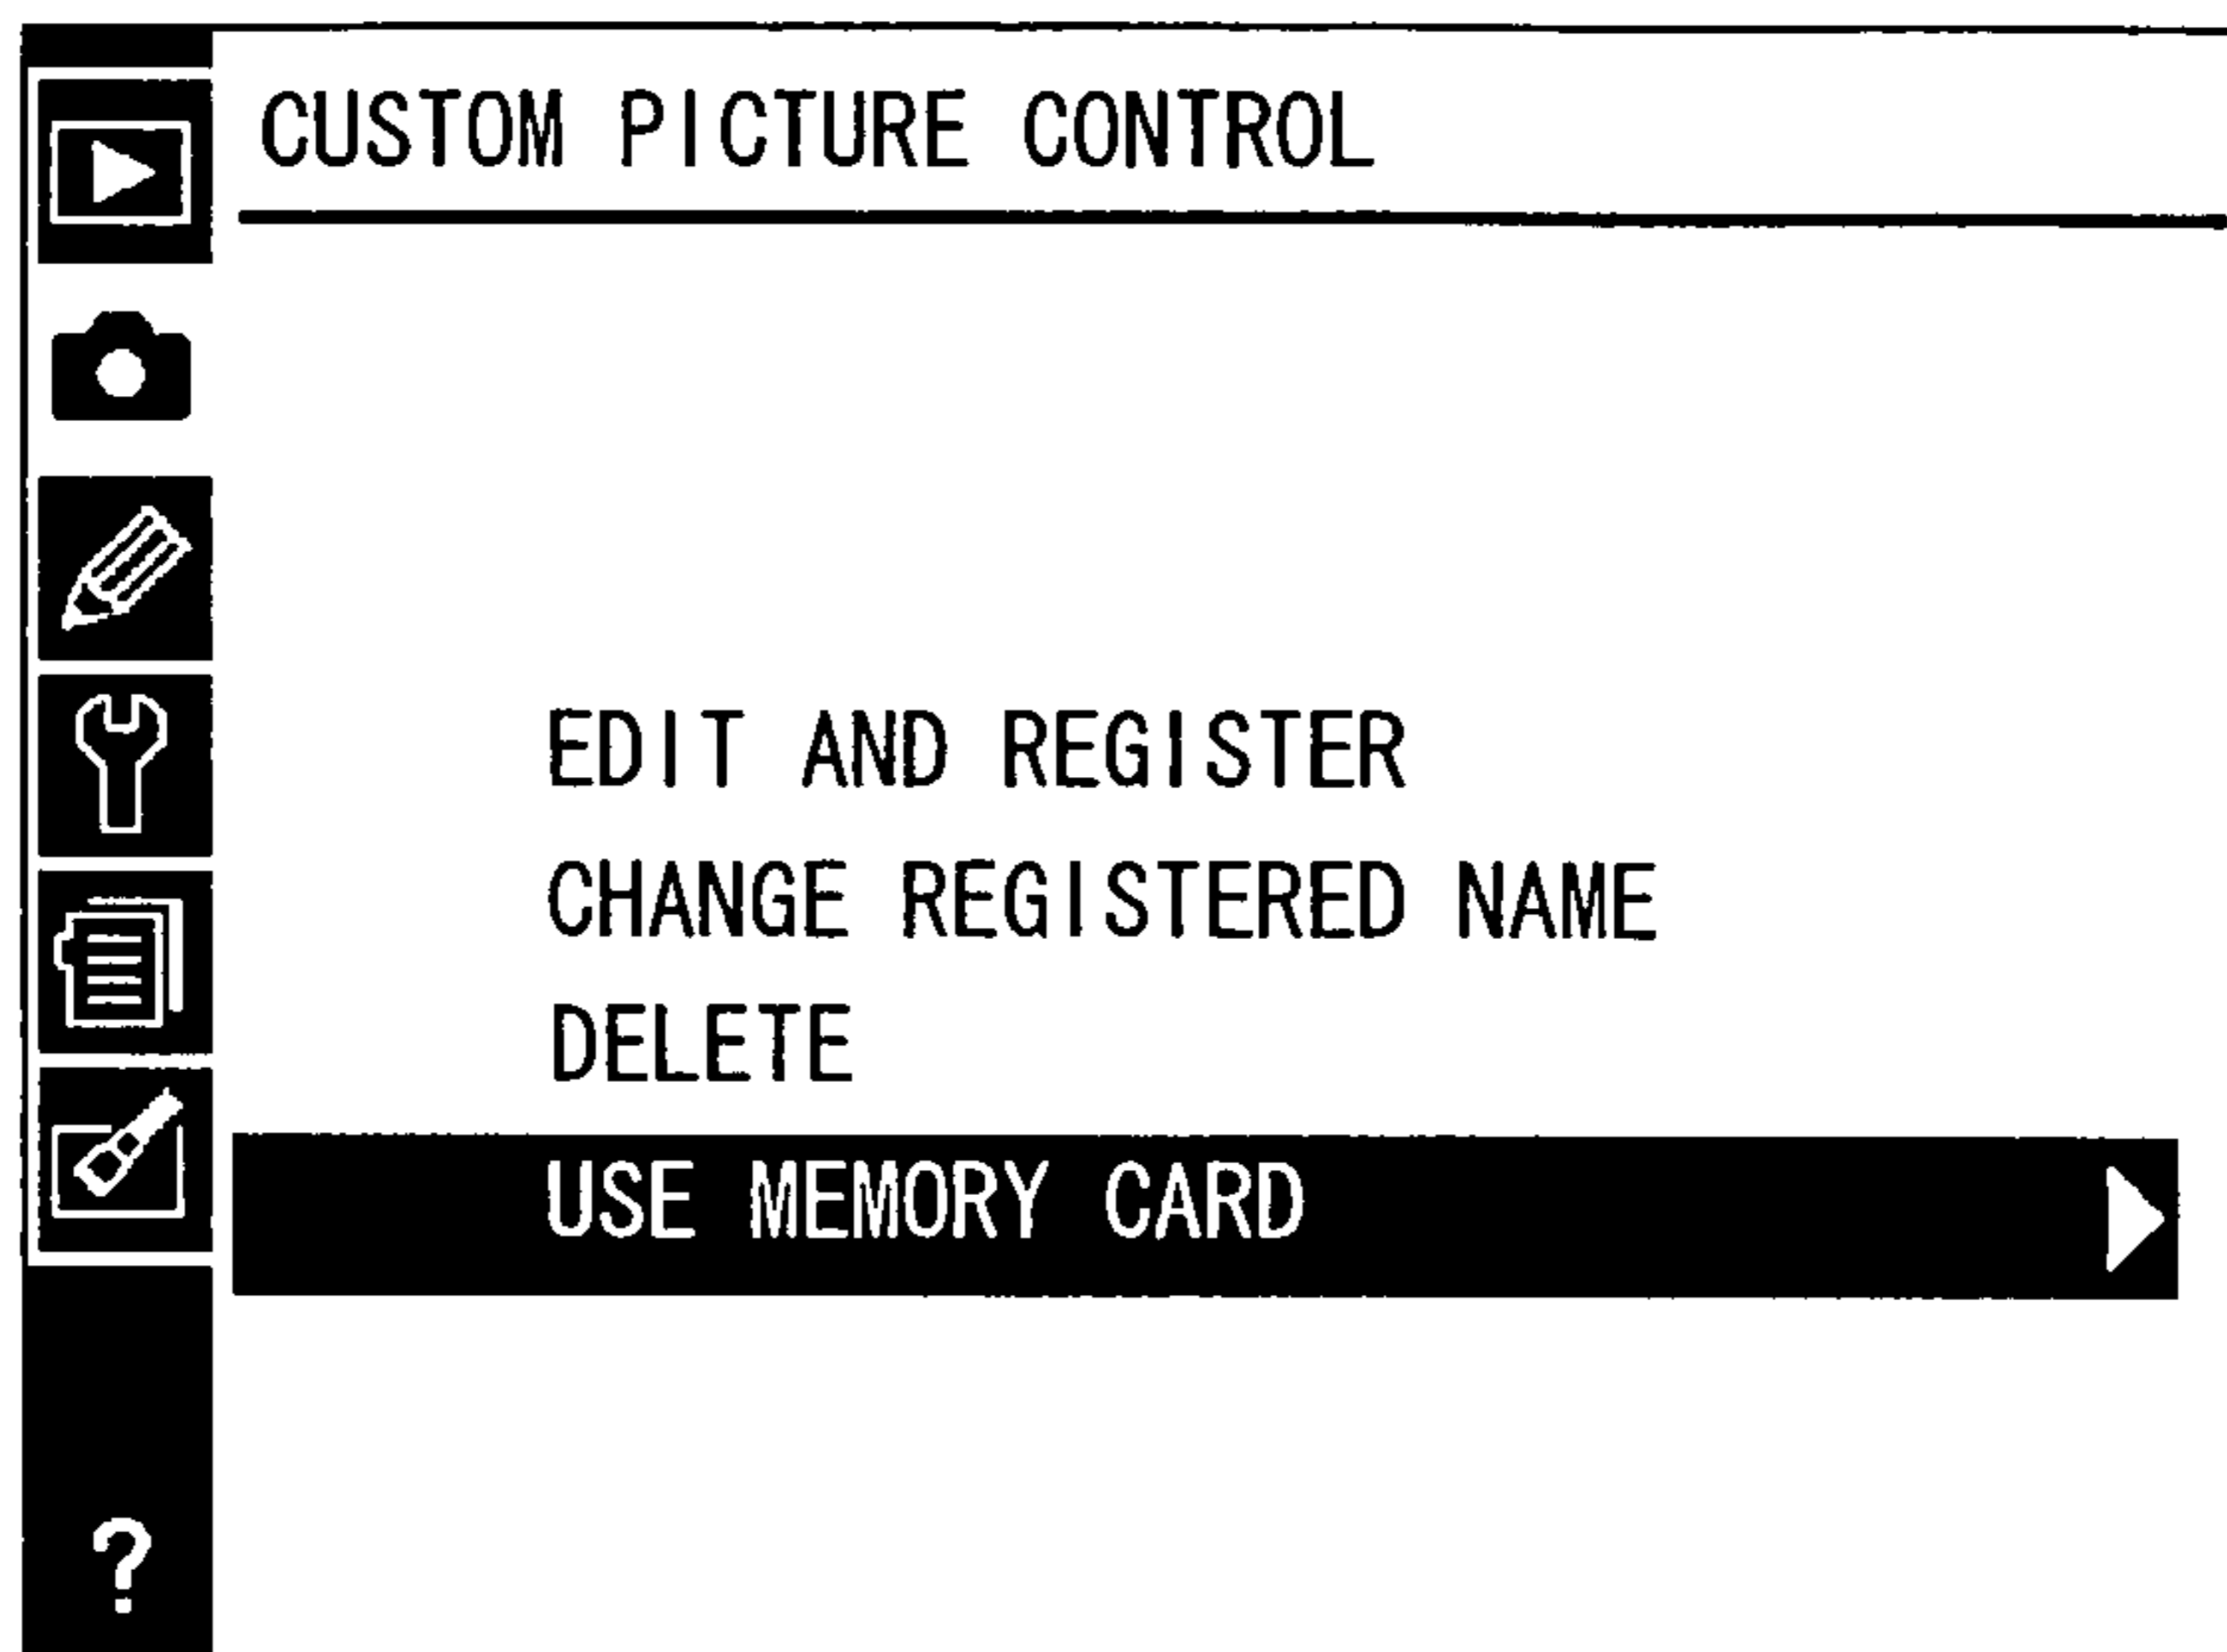 CUSTOM PICTURE CONTROL
EDIT AND REGISTER
CHANGE REGISTERED NAME
DELETE
USE MEMORY CARD
?